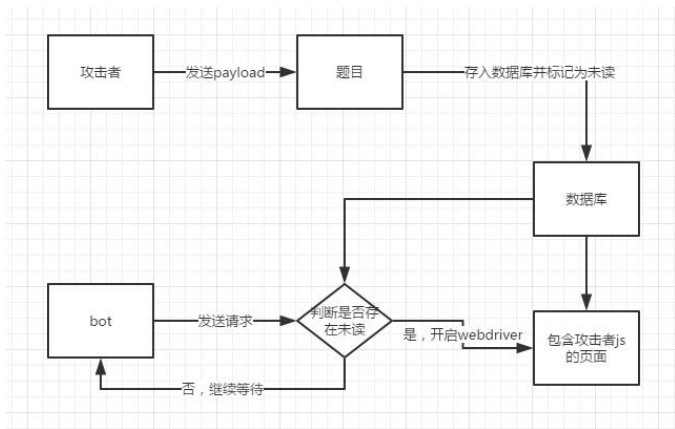 攻击者
发送payload
题目
存入数据库并标记为未读
数据库
bot
发送请求
判断是否存
在未读
是，开启webdriver
包含攻击者js
的页面
否，继续等待